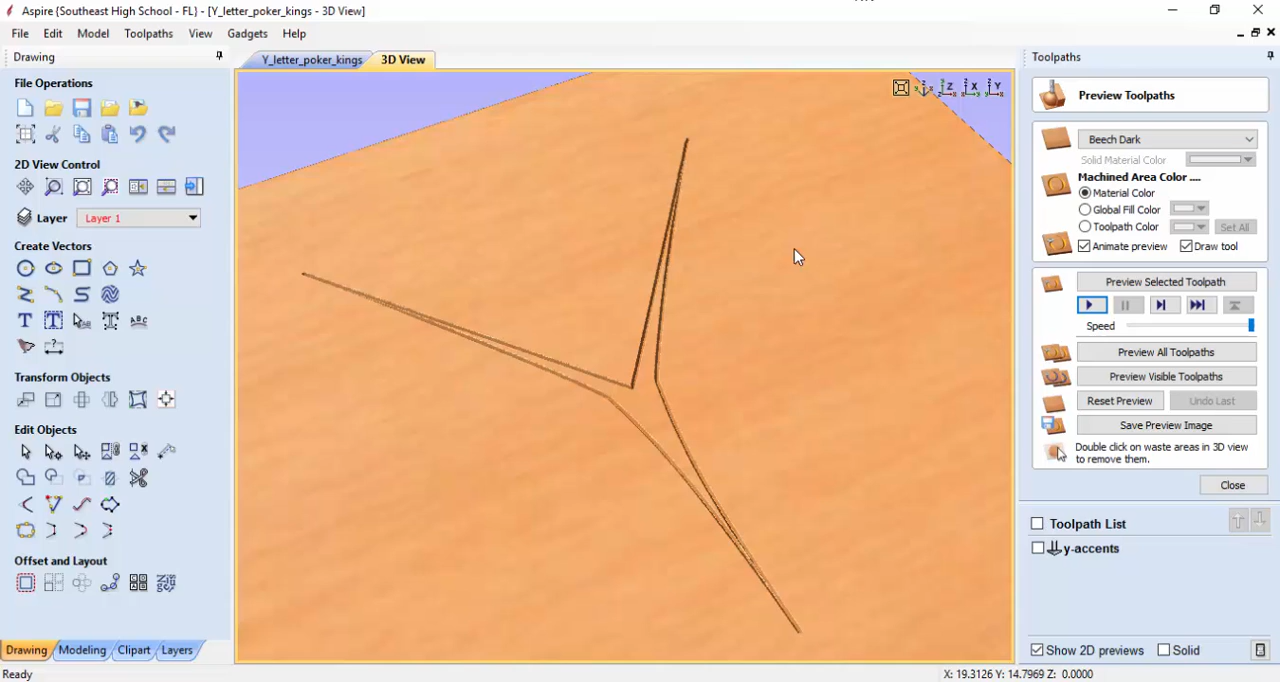 Aspire {Southeast High School - FL} - [Y_letter_poker_kings - 3D View]
File Edit Model Toolpaths View Gadgets Help
Drawing
File Operations
2D View Control
Layer Layer 1
Create Vectors
Transform Objects
Edit Objects
Offset and Layout
Drawing Modeling Clipart Layers
Ready
Y_letter_poker_kings 3D View
Z X Y
Toolpaths
Preview Toolpaths
Beech Dark
Solid Material Color
Machined Area Color ....
Material Color
Global Fill Color
Toolpath Color Set All
Animate preview Draw tool
Preview Selected Toolpath
Speed
Preview All Toolpaths
Preview Visible Toolpaths
Reset Preview Undo Last
Save Preview Image
Double click on waste areas in 3D view
to remove them.
Close
Toolpath List
y-accents
Show 2D previews Solid
X: 19.3126 Y: 14.7969 Z: 0.0000